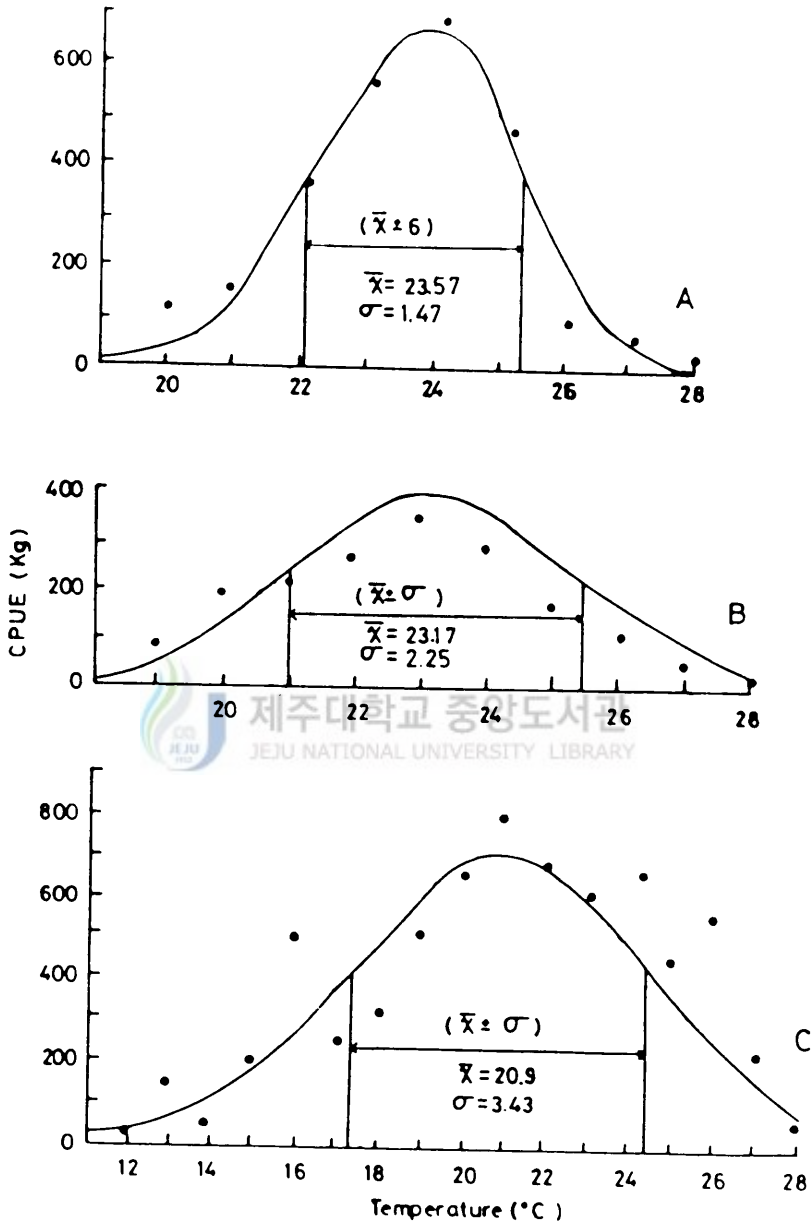 600
400
200
0
(x̄ ± 6)
x̄ = 23.57
σ = 1.47
A
20 22 24 26 28
400
200
0
CPUE (Kg)
(x̄ ± σ)
x̄ = 23.17
σ = 2.25
B
20 22 24 26 28
제주대학교 중앙도서관
JEJU NATIONAL UNIVERSITY LIBRARY
JEJU
1952
800
600
400
200
0
(x̄ ± σ)
x̄ = 20.9
σ = 3.43
C
12 14 16 18 20 22 24 26 28
Temperature (°C)